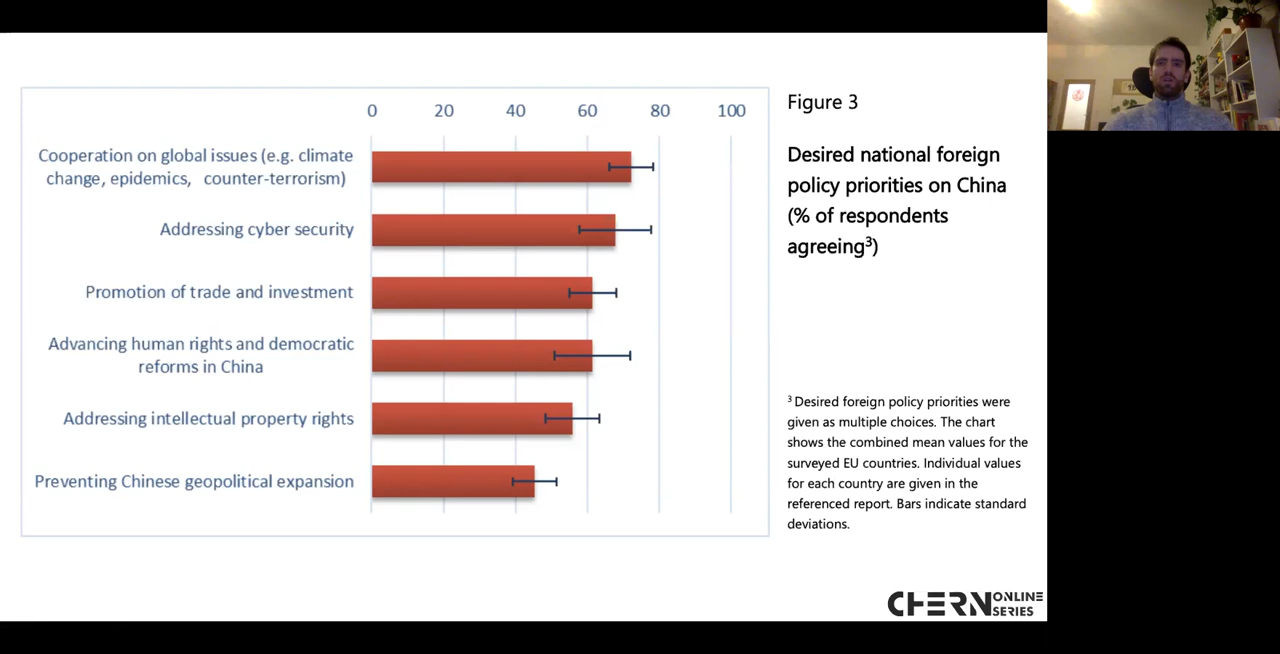 0 20 40 60 80 100
Cooperation on global issues (e.g. climate
change, epidemics, counter-terrorism)
Addressing cyber security
Promotion of trade and investment
Advancing human rights and democratic
reforms in China
Addressing intellectual property rights
Preventing Chinese geopolitical expansion
Figure 3
Desired national foreign
policy priorities on China
(% of respondents
agreeing³)
³ Desired foreign policy priorities were
given as multiple choices. The chart
shows the combined mean values for the
surveyed EU countries. Individual values
for each country are given in the
referenced report. Bars indicate standard
deviations.
CHERN ONLINE
SERIES